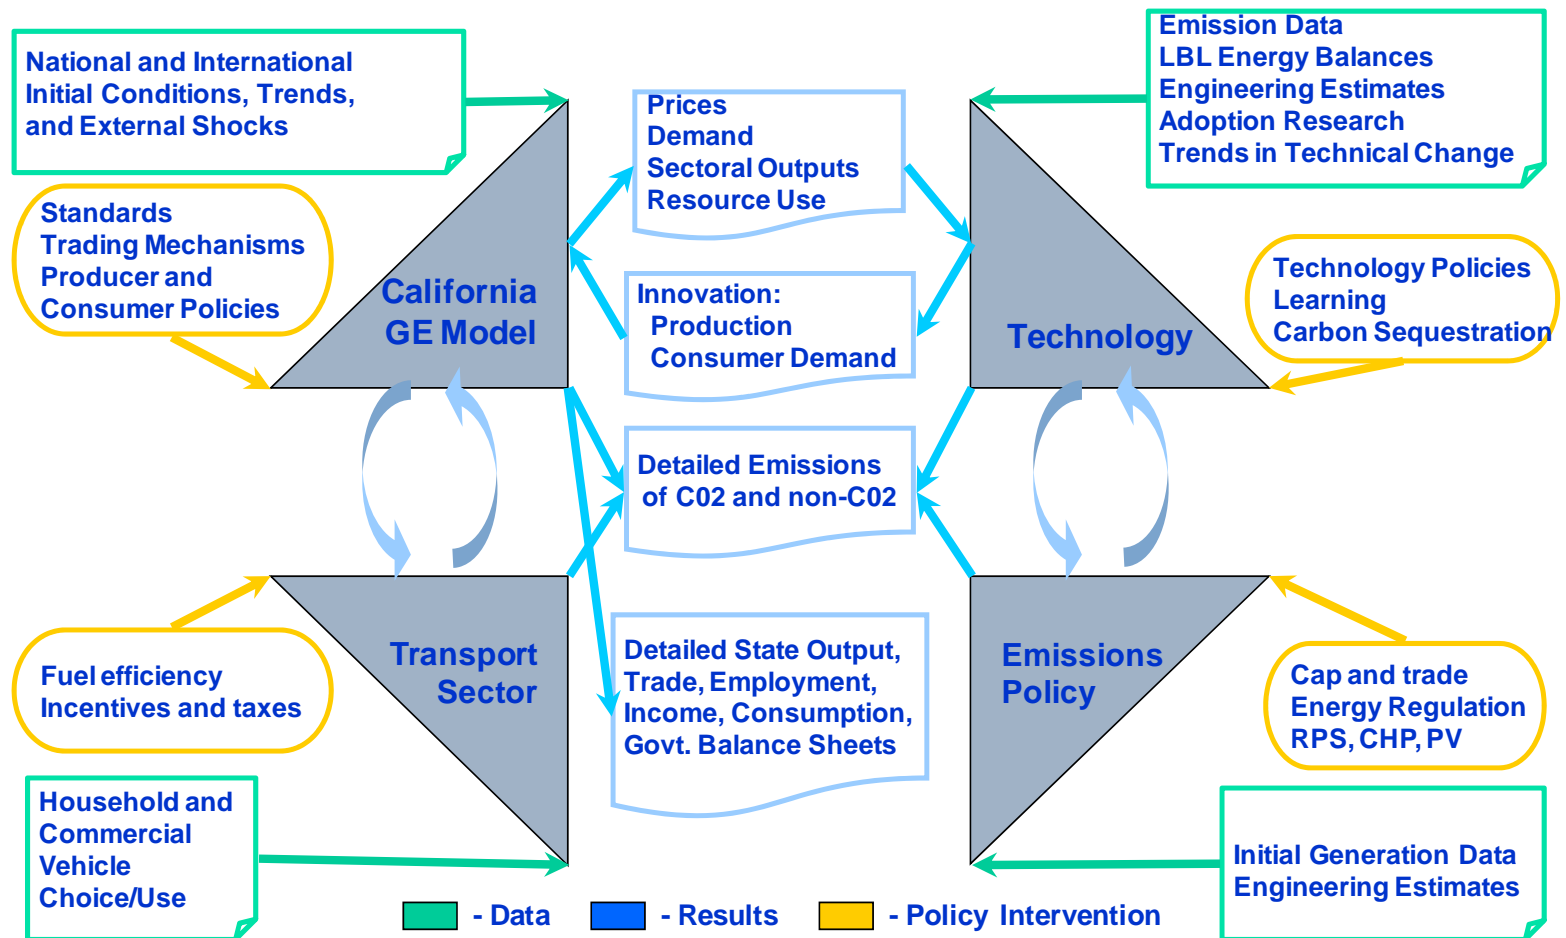 National and International
Initial Conditions, Trends,
and External Shocks
Prices
Demand
Sectoral Outputs
Resource Use
Emission Data
LBL Energy Balances
Engineering Estimates
Adoption Research
Trends in Technical Change
Standards
Trading Mechanisms
Producer and
Consumer Policies
California
GE Model
Innovation:
Production
Consumer Demand
Technology
Technology Policies
Learning
Carbon Sequestration
Detailed Emissions
of C02 and non-C02
Transport
Sector
Detailed State Output,
Trade, Employment,
Income, Consumption,
Govt. Balance Sheets
Emissions
Policy
Fuel efficiency
Incentives and taxes
Cap and trade
Energy Regulation
RPS, CHP, PV
Household and
Commercial
Vehicle
Choice/Use
Initial Generation Data
Engineering Estimates
- Data - Results - Policy Intervention